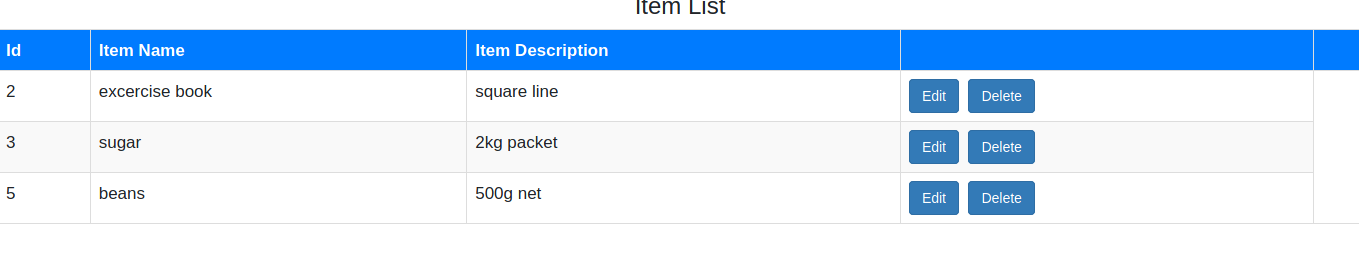 Item List
Id Item Name Item Description
2 excercise book square line Edit Delete
3 sugar 2kg packet Edit Delete
5 beans 500g net Edit Delete